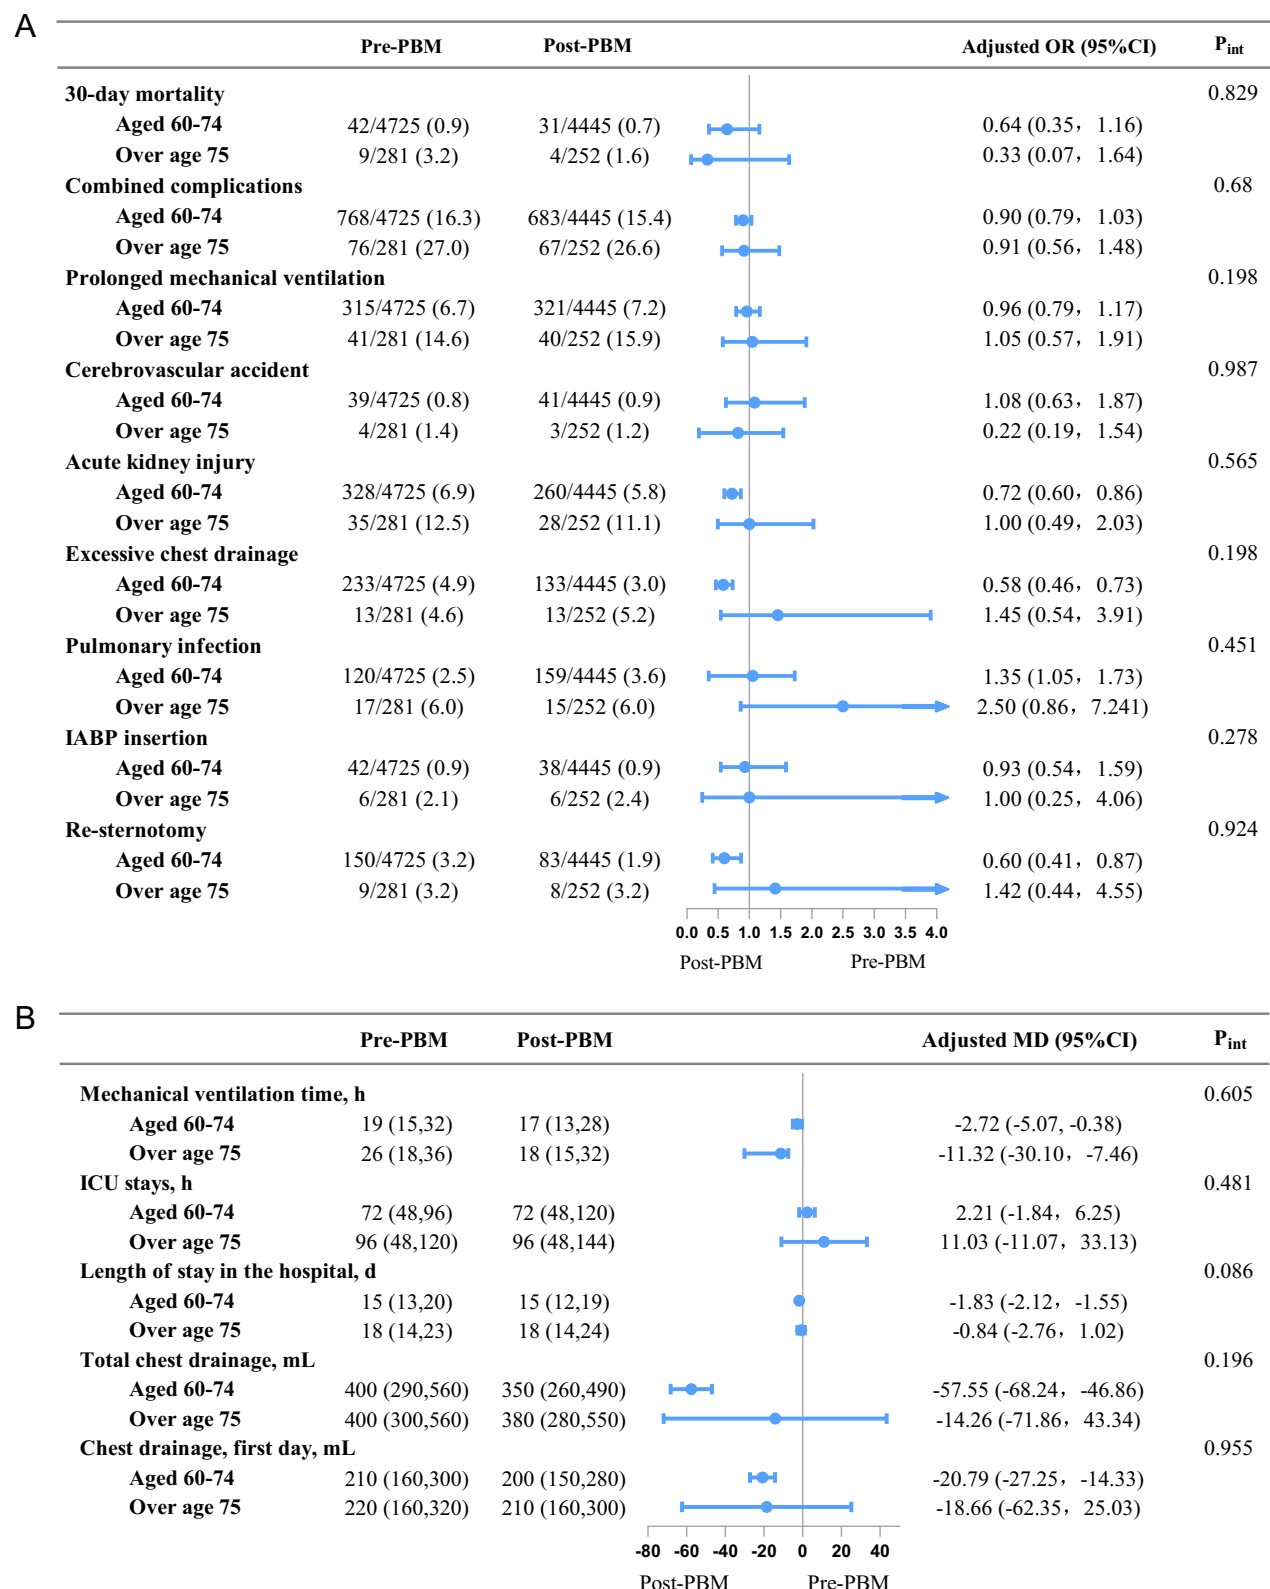 A
Pre-PBM Post-PBM Adjusted OR (95%CI) Pint
30-day mortality 0.829
Aged 60-74 42/4725 (0.9) 31/4445 (0.7) 0.64 (0.35, 1.16)
Over age 75 9/281 (3.2) 4/252 (1.6) 0.33 (0.07, 1.64)
Combined complications 0.68
Aged 60-74 768/4725 (16.3) 683/4445 (15.4) 0.90 (0.79, 1.03)
Over age 75 76/281 (27.0) 67/252 (26.6) 0.91 (0.56, 1.48)
Prolonged mechanical ventilation 0.198
Aged 60-74 315/4725 (6.7) 321/4445 (7.2) 0.96 (0.79, 1.17)
Over age 75 41/281 (14.6) 40/252 (15.9) 1.05 (0.57, 1.91)
Cerebrovascular accident 0.987
Aged 60-74 39/4725 (0.8) 41/4445 (0.9) 1.08 (0.63, 1.87)
Over age 75 4/281 (1.4) 3/252 (1.2) 0.22 (0.19, 1.54)
Acute kidney injury 0.565
Aged 60-74 328/4725 (6.9) 260/4445 (5.8) 0.72 (0.60, 0.86)
Over age 75 35/281 (12.5) 28/252 (11.1) 1.00 (0.49, 2.03)
Excessive chest drainage 0.198
Aged 60-74 233/4725 (4.9) 133/4445 (3.0) 0.58 (0.46, 0.73)
Over age 75 13/281 (4.6) 13/252 (5.2) 1.45 (0.54, 3.91)
Pulmonary infection 0.451
Aged 60-74 120/4725 (2.5) 159/4445 (3.6) 1.35 (1.05, 1.73)
Over age 75 17/281 (6.0) 15/252 (6.0) 2.50 (0.86, 7.241)
IABP insertion 0.278
Aged 60-74 42/4725 (0.9) 38/4445 (0.9) 0.93 (0.54, 1.59)
Over age 75 6/281 (2.1) 6/252 (2.4) 1.00 (0.25, 4.06)
Re-sternotomy 0.924
Aged 60-74 150/4725 (3.2) 83/4445 (1.9) 0.60 (0.41, 0.87)
Over age 75 9/281 (3.2) 8/252 (3.2) 1.42 (0.44, 4.55)
0.0 0.5 1.0 1.5 2.0 2.5 3.0 3.5 4.0
Post-PBM Pre-PBM
B
Pre-PBM Post-PBM Adjusted MD (95%CI) Pint
Mechanical ventilation time, h 0.605
Aged 60-74 19 (15,32) 17 (13,28) -2.72 (-5.07, -0.38)
Over age 75 26 (18,36) 18 (15,32) -11.32 (-30.10, -7.46)
ICU stays, h 0.481
Aged 60-74 72 (48,96) 72 (48,120) 2.21 (-1.84, 6.25)
Over age 75 96 (48,120) 96 (48,144) 11.03 (-11.07, 33.13)
Length of stay in the hospital, d 0.086
Aged 60-74 15 (13,20) 15 (12,19) -1.83 (-2.12, -1.55)
Over age 75 18 (14,23) 18 (14,24) -0.84 (-2.76, 1.02)
Total chest drainage, mL 0.196
Aged 60-74 400 (290,560) 350 (260,490) -57.55 (-68.24, -46.86)
Over age 75 400 (300,560) 380 (280,550) -14.26 (-71.86, 43.34)
Chest drainage, first day, mL 0.955
Aged 60-74 210 (160,300) 200 (150,280) -20.79 (-27.25, -14.33)
Over age 75 220 (160,320) 210 (160,300) -18.66 (-62.35, 25.03)
-80 -60 -40 -20 0 20 40
Post-PBM Pre-PBM